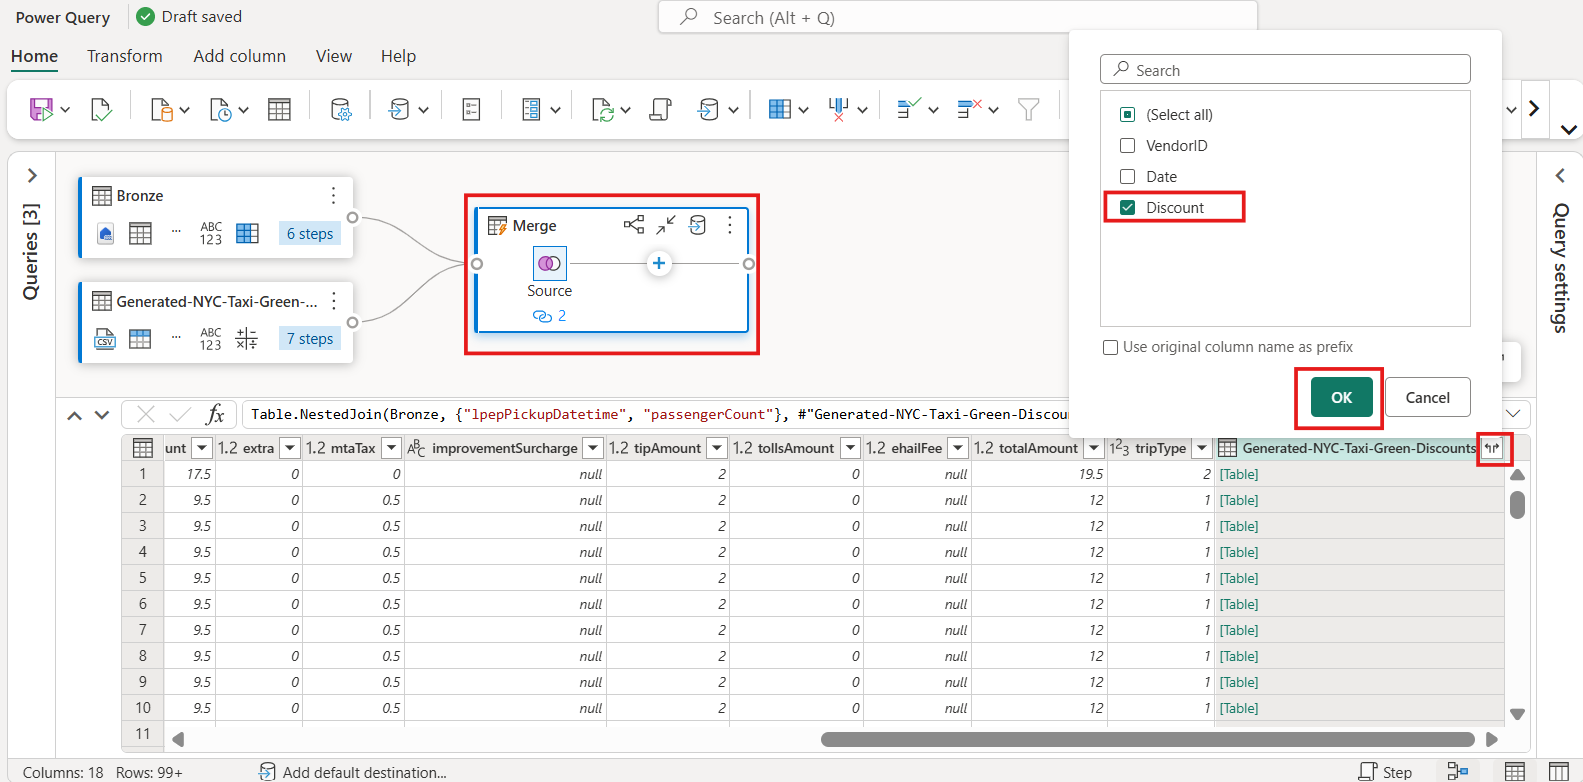 Power Query
Draft saved
Search (Alt + Q)
Home
Transform
Add column
View
Help
Search
(Select all)
VendorID
Date
Discount
Use original column name as prefix
OK
Cancel
Queries [3]
Bronze
ABC
123
6 steps
Generated-NYC-Taxi-Green-...
CSV
ABC
123
7 steps
Merge
Source
2
Query settings
fx
Table.NestedJoin(Bronze, {"lpepPickupDatetime", "passengerCount"}, #"Generated-NYC-Taxi-Green-Discou
unt 1.2 extra 1.2 mtaTax ABC improvementSurcharge 1.2 tipAmount 1.2 tollsAmount 1.2 ehailFee 1.2 totalAmount 123 tripType Generated-NYC-Taxi-Green-Discounts
1 17.5 0 0 null 2 0 null 19.5 2 [Table]
2 9.5 0 0.5 null 2 0 null 12 1 [Table]
3 9.5 0 0.5 null 2 0 null 12 1 [Table]
4 9.5 0 0.5 null 2 0 null 12 1 [Table]
5 9.5 0 0.5 null 2 0 null 12 1 [Table]
6 9.5 0 0.5 null 2 0 null 12 1 [Table]
7 9.5 0 0.5 null 2 0 null 12 1 [Table]
8 9.5 0 0.5 null 2 0 null 12 1 [Table]
9 9.5 0 0.5 null 2 0 null 12 1 [Table]
10 9.5 0 0.5 null 2 0 null 12 1 [Table]
11
Columns: 18 Rows: 99+
Add default destination...
Step